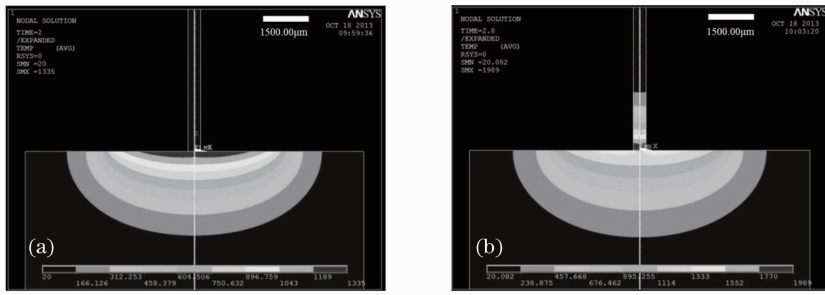 1
NODAL SOLUTION
TIME=2
/EXPANDED
TEMP (AVG)
RSYS=0
SMN =20
SMX =1335
1500.00μm
ANSYS
OCT 18 2013
09:59:36
X
(a)
20 312.253 604.506 896.759 1189
166.126 458.379 750.632 1043 1335
1
NODAL SOLUTION
TIME=2.8
/EXPANDED
TEMP (AVG)
RSYS=0
SMN =20.082
SMX =1989
1500.00μm
ANSYS
OCT 18 2013
10:03:20
X
(b)
20.082 457.668 895.255 1333 1770
238.875 676.462 1114 1552 1989